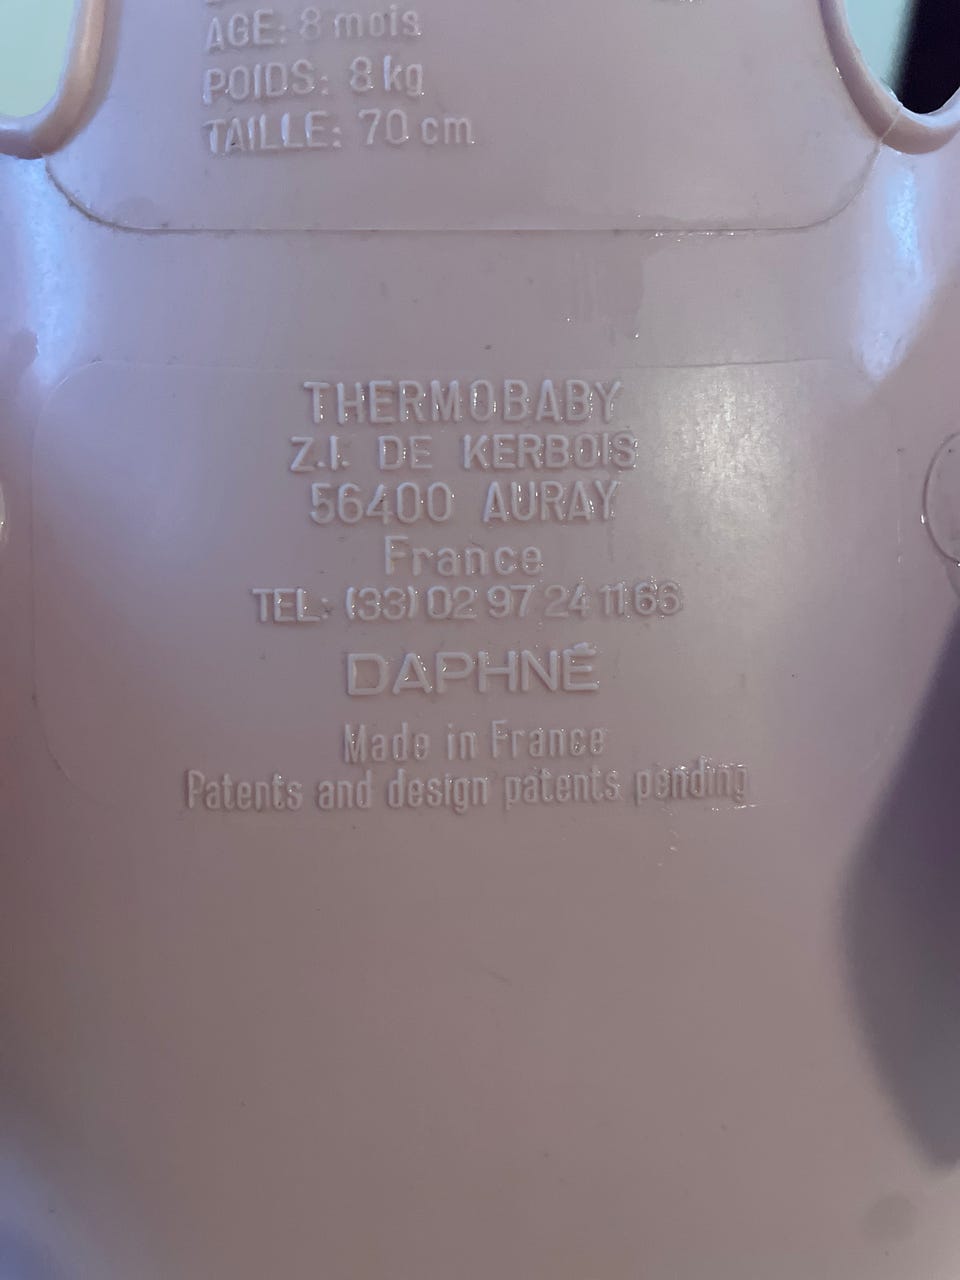 AGE: 8 mois
POIDS: 8 kg
TAILLE: 70 cm
THERMOBABY
Z.I. DE KERBOIS
56400 AURAY
France
TEL: (33) 02 97 24 11 66
DAPHNÉ
Made in France
Patents and design patents pending